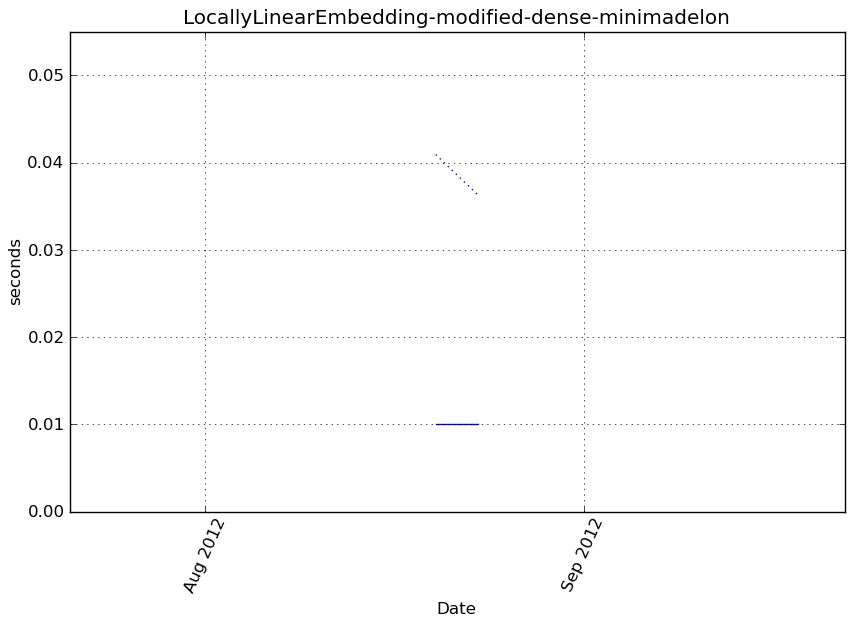 LocallyLinearEmbedding-modified-dense-minimadelon
0.05
0.04
0.03
0.02
0.01
0.00
seconds
Aug 2012
Sep 2012
Date